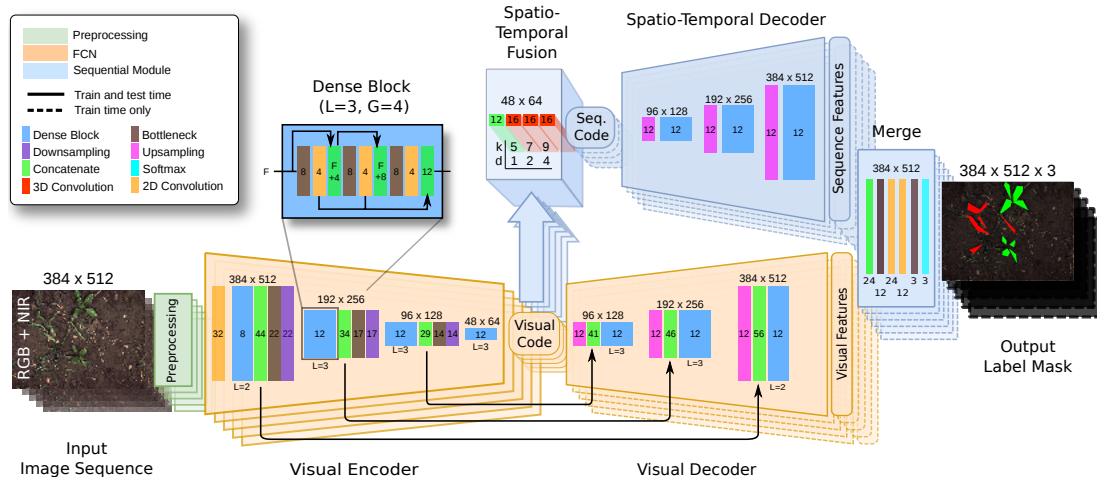 Preprocessing
FCN
Sequential Module
Train and test time
Train time only
Dense Block
Bottleneck
Downsampling
Upsampling
Concatenate
Softmax
3D Convolution
2D Convolution
Dense Block
(L=3, G=4)
F
8
4
F
+4
8
4
F
+8
8
4
12
Spatio-
Temporal
Fusion
48 x 64
12 16 16 16
k 5 7 9
d 1 2 4
Seq.
Code
Spatio-Temporal Decoder
96 x 128
12 12
192 x 256
12 12
384 x 512
12 12
Sequence Features
Merge
384 x 512
24 24 3 3
12 12
384 x 512 x 3
Output
Label Mask
384 x 512
RGB + NIR
Input
Image Sequence
Preprocessing
384 x 512
32 8 44 22 22
L=2
192 x 256
12 34 17 17
L=3
96 x 128
12 29 14 14
L=3
48 x 64
12
L=3
Visual Encoder
Visual
Code
96 x 128
12 41 12
L=3
192 x 256
12 46 12
L=3
384 x 512
12 56 12
L=2
Visual Features
Visual Decoder